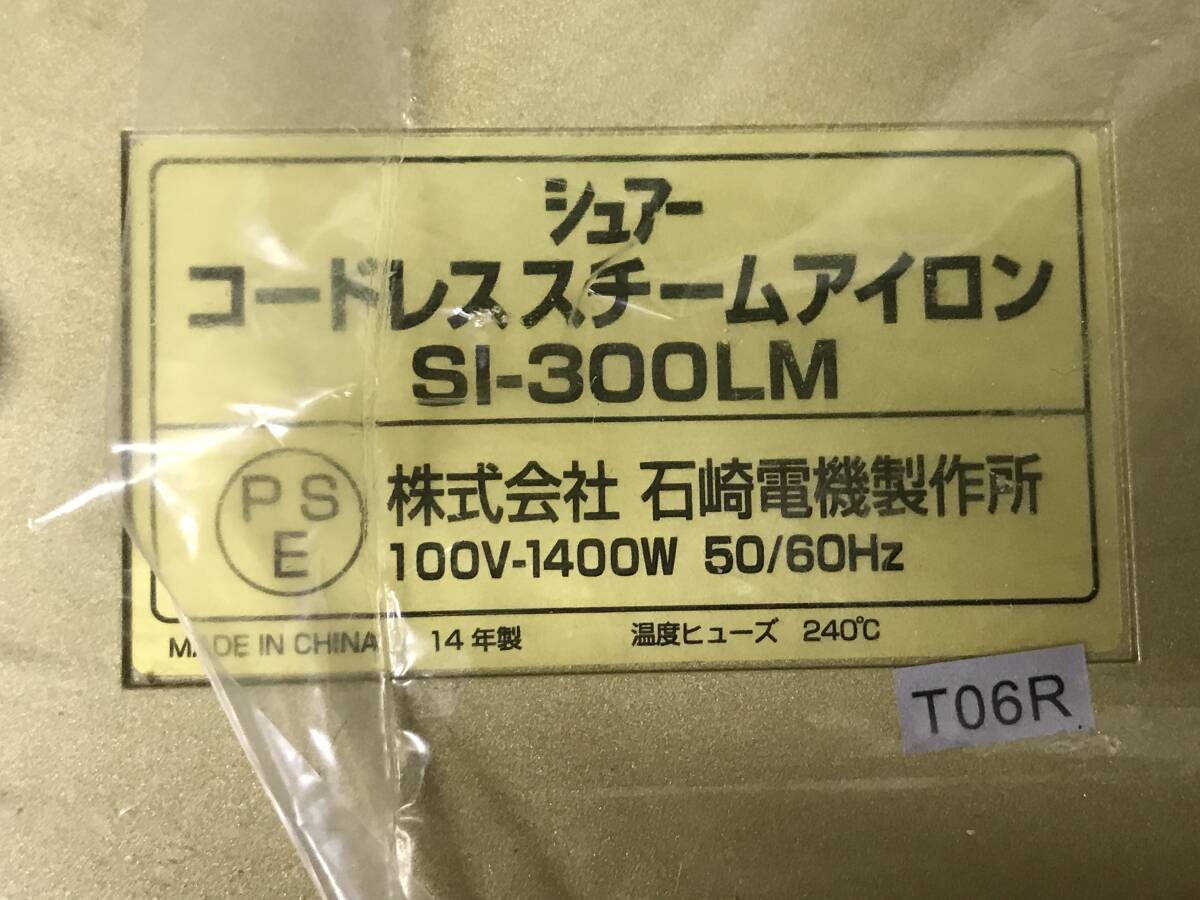 シュアー
コードレススチームアイロン
SI-300LM
PS
E
株式会社 石崎電機製作所
100V-1400W 50/60Hz
MADE IN CHINA 14年製 温度ヒューズ 240℃
T06R